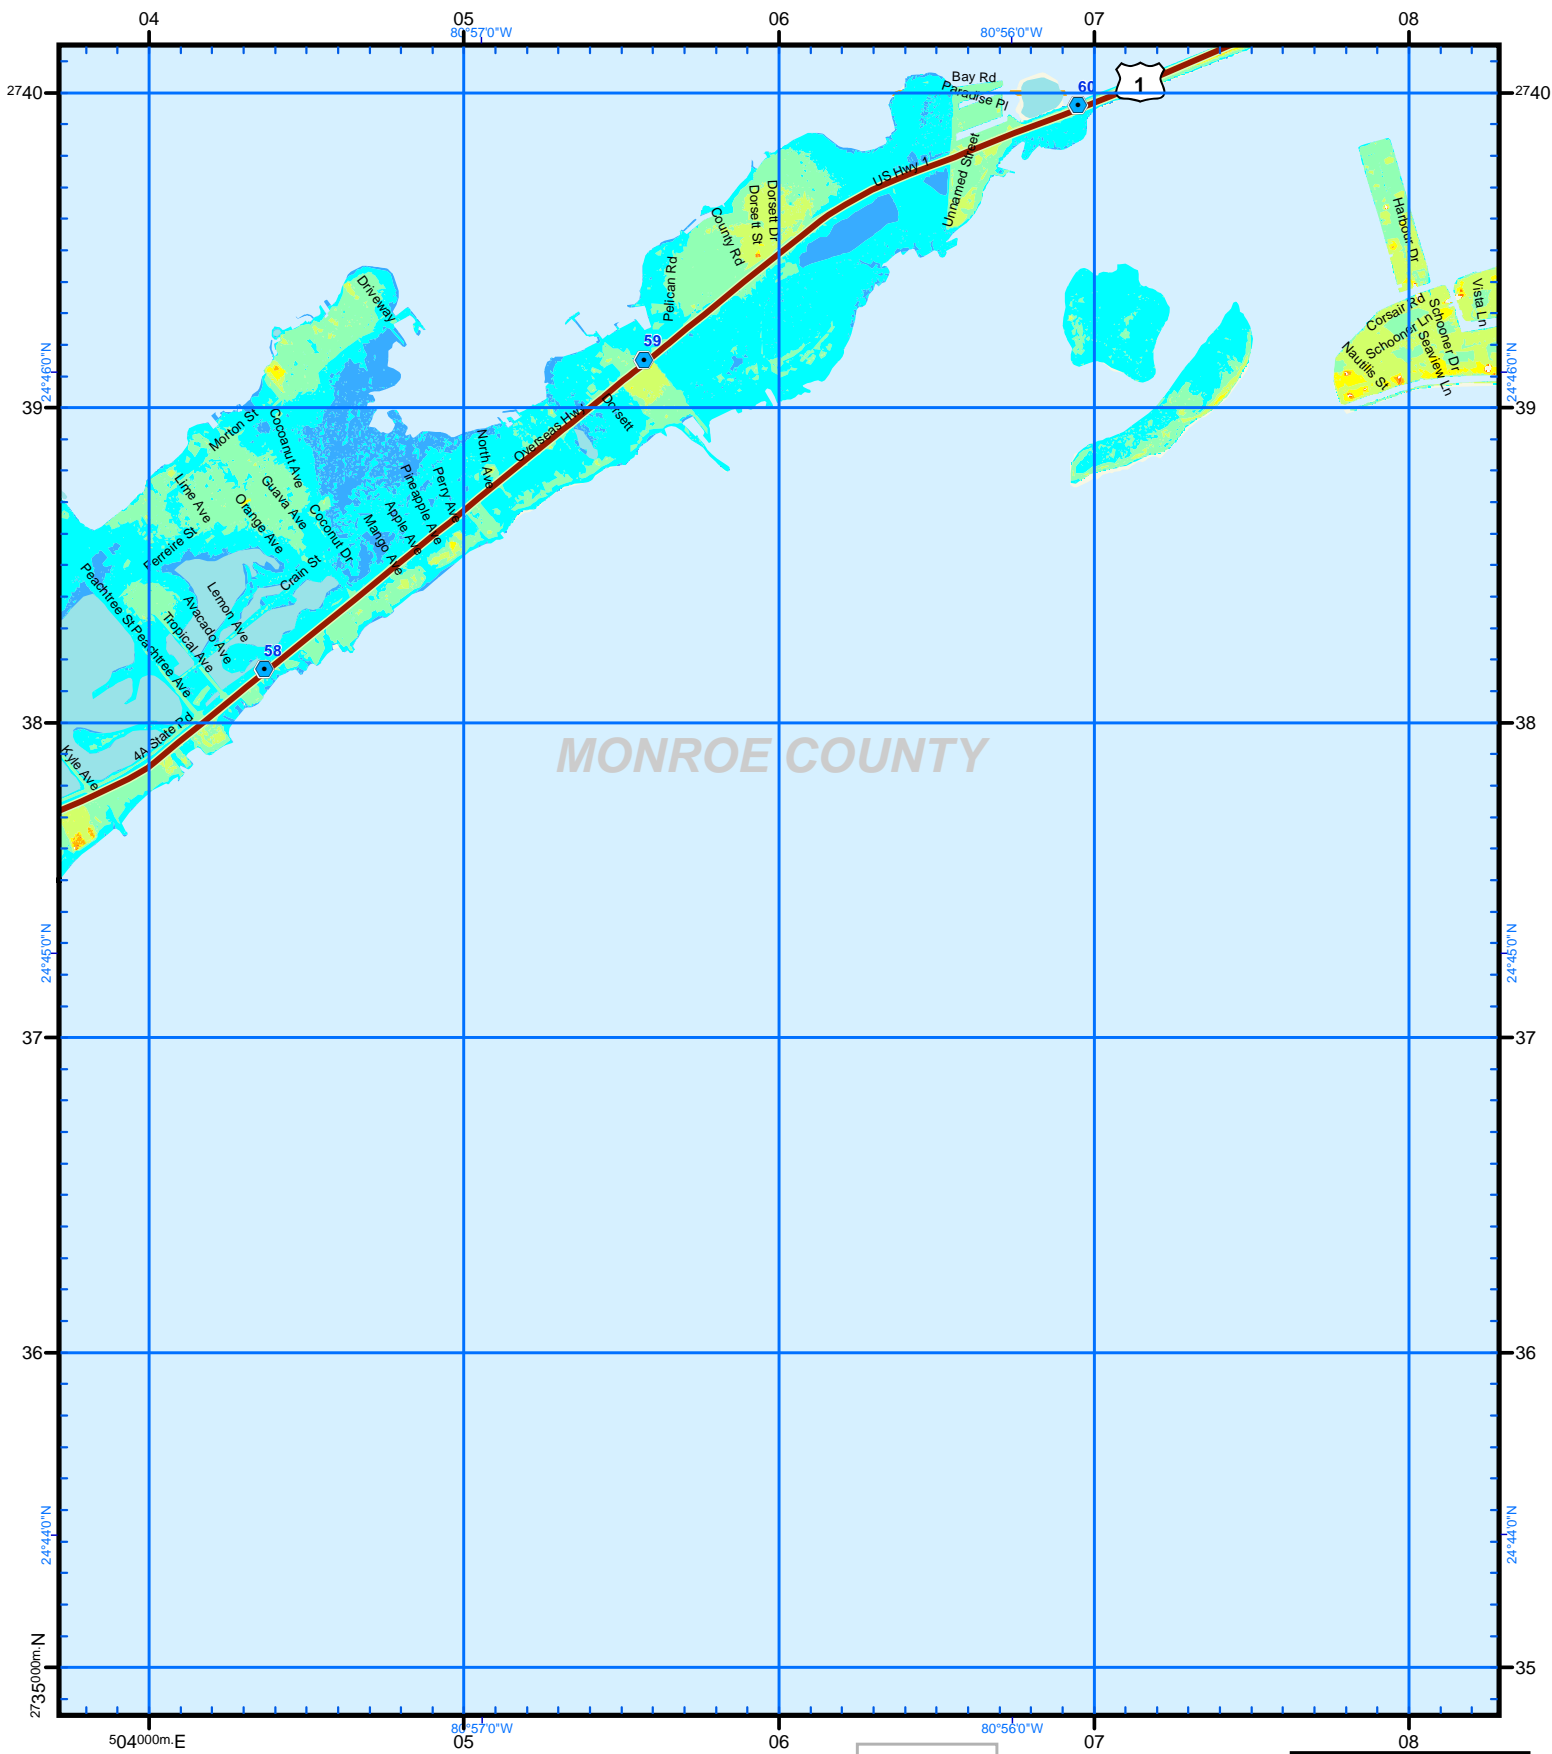 04
05
06
07
08
80°57'0"W
80°56'0"W
2740
2740
Bay Rd
Paradise Pl
60
1
US Hwy 1
Unnamed Street
Dorsett Dr
Dorsett St
County Rd
Pelican Rd
Harbour Dr
Vista Ln
Corsair Rd
Schooner Ln
Schooner Dr
Seaview Ln
Nautilis St
Driveway
59
24°46'0"N
24°46'0"N
39
39
Morton St
Cocoanut Ave
Overseas Hwy
Dorsett
North Ave
Perry Ave
Pineapple Ave
Apple Ave
Mango Ave
Lime Ave
Guava Ave
Orange Ave
Coconut Dr
Ferreire St
Crain St
Peachtree St
Peachtree Ave
Lemon Ave
Avacado Ave
Tropical Ave
58
38
38
4A State Rd
Kyle Ave
MONROE COUNTY
24°45'0"N
24°45'0"N
37
37
36
36
24°44'0"N
24°44'0"N
2735000m.N
35
504000m.E
05
06
07
08
80°57'0"W
80°56'0"W